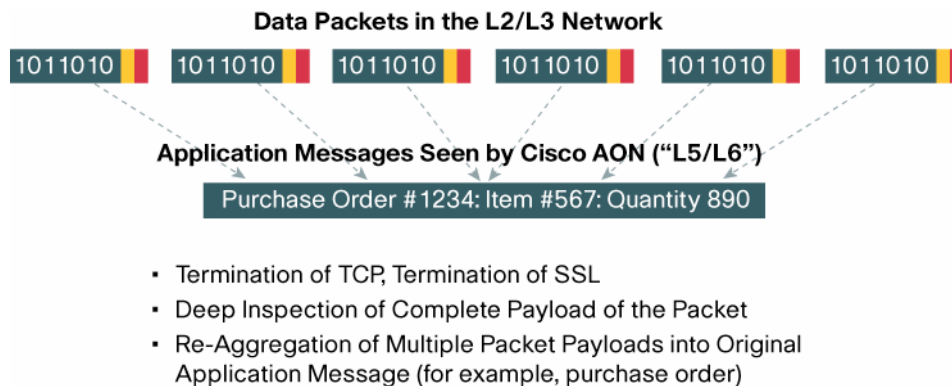 Data Packets in the L2/L3 Network
1011010 1011010 1011010 1011010 1011010 1011010
Application Messages Seen by Cisco AON (“L5/L6”)
Purchase Order #1234: Item #567: Quantity 890
▪ Termination of TCP, Termination of SSL
▪ Deep Inspection of Complete Payload of the Packet
▪ Re-Aggregation of Multiple Packet Payloads into Original
Application Message (for example, purchase order)